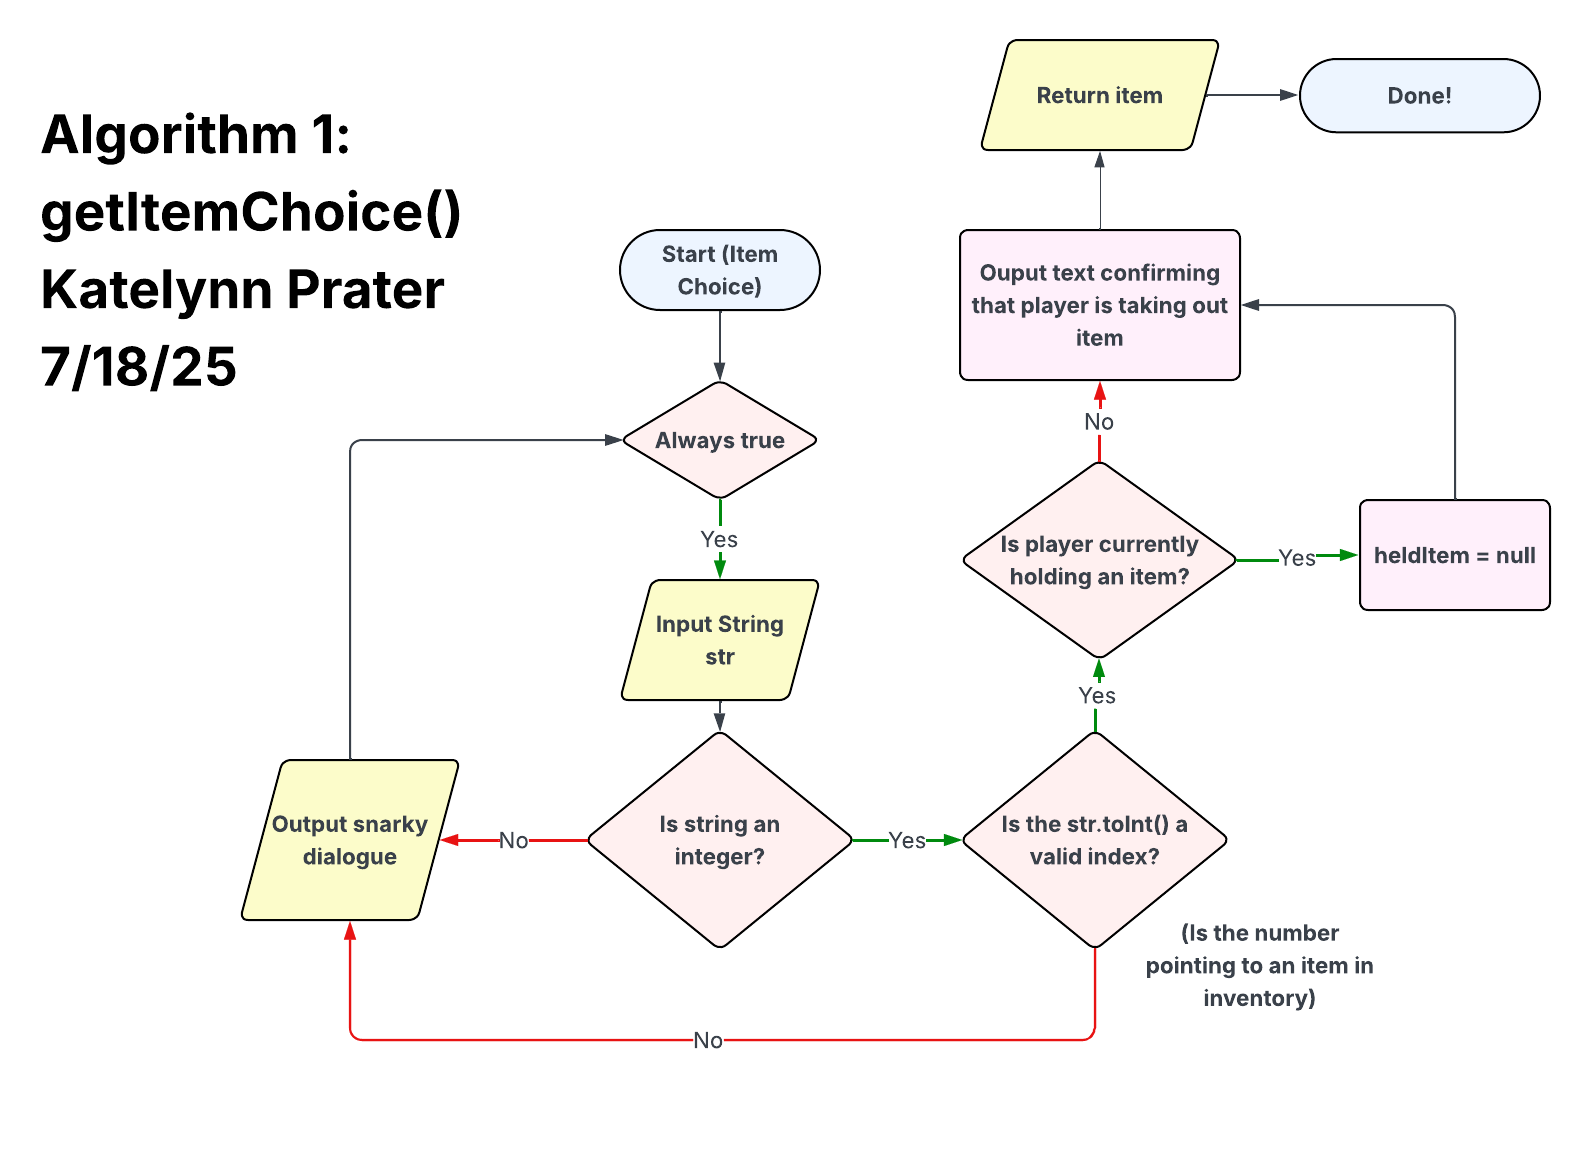 Algorithm 1:
getItemChoice()
Katelynn Prater
7/18/25
Start (Item
Choice)
Always true
Yes
Input String
str
Is string an
integer?
No
Output snarky
dialogue
Yes
Is the str.toInt() a
valid index?
(Is the number
pointing to an item in
inventory)
No
Yes
Is player currently
holding an item?
Yes
heldItem = null
No
Ouput text confirming
that player is taking out
item
Return item
Done!